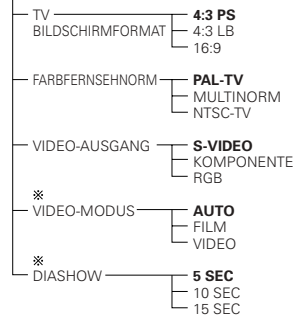 TV 4:3 PS
BILDSCHIRMFORMAT 4:3 LB
16:9
FARBFERNSEHNORM PAL-TV
MULTINORM
NTSC-TV
VIDEO-AUSGANG S-VIDEO
KOMPONENTE
RGB
※
VIDEO-MODUS AUTO
FILM
VIDEO
※
DIASHOW 5 SEC
10 SEC
15 SEC